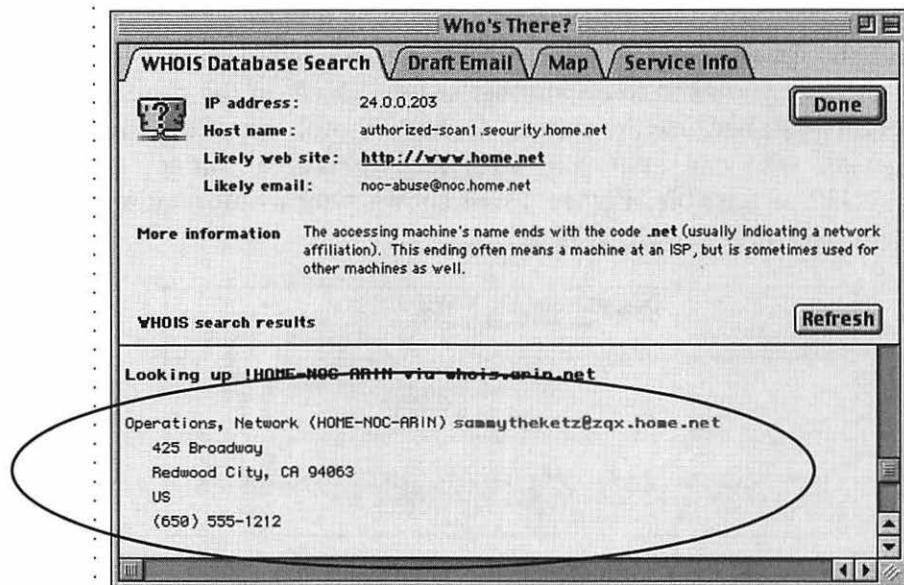 Who's There?
WHOIS Database Search Draft Email Map Service Info
IP address: 24.0.0.203 Done
Host name: authorized-scan1.security.home.net
Likely web site: http://www.home.net
Likely email: noc-abuse@noc.home.net
More information The accessing machine's name ends with the code .net (usually indicating a network
affiliation). This ending often means a machine at an ISP, but is sometimes used for
other machines as well.
WHOIS search results Refresh
Looking up !HOME-NOC-ARIN via whois.arin.net
Operations, Network (HOME-NOC-ARIN) sammytheketz@zqx.home.net
425 Broadway
Redwood City, CA 94063
US
(650) 555-1212